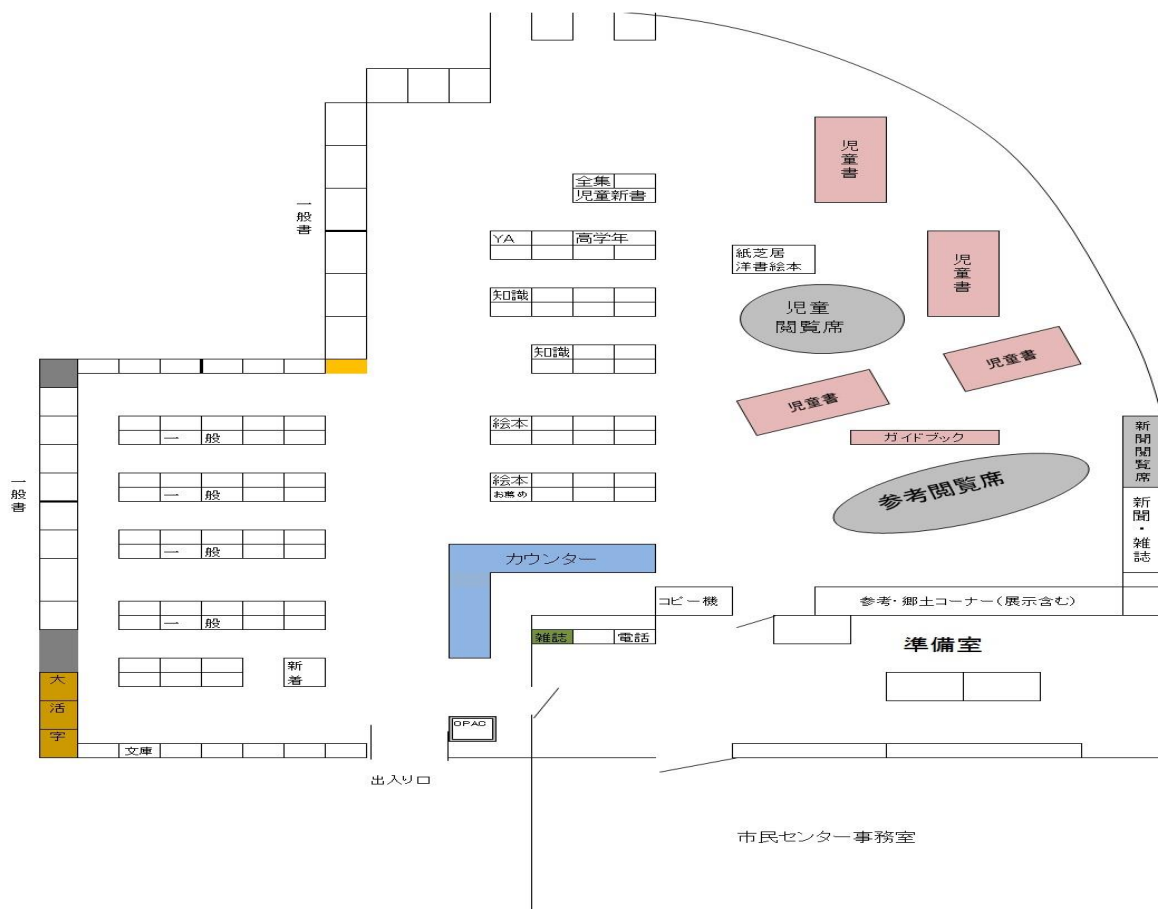 全集
児童新書
児童書
一般書
YA
高学年
紙芝居
洋書絵本
児童書
知識
児童
閲覧席
知識
児童書
児童書
絵本
一般
ガイドブック
新聞閲覧席
一般書
絵本
お薦め
一般
参考閲覧席
新聞・雑誌
一般
カウンター
コピー機
参考・郷土コーナー(展示含む)
一般
雑誌
電話
準備室
新着
大活字
OPAC
文庫
出入り口
市民センター事務室